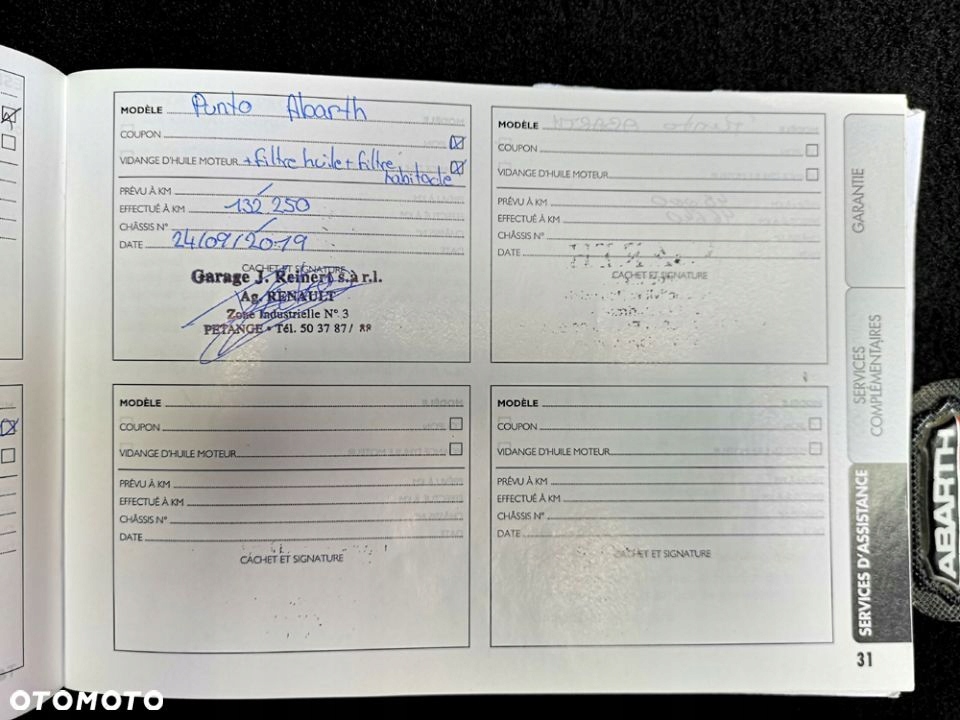 MODÈLE Punto Abarth
COUPON
VIDANGE D'HUILE MOTEUR + filtre huile + filtre
habitacle
PRÉVU À KM /
EFFECTUÉ À KM 132 250
CHÂSSIS N° /
DATE 24/09/2019
CACHET ET SIGNATURE
Garage J. Reinert s.à r.l.
Ag. RENAULT
Zone Industrielle N° 3
PETANGE • Tél. 50 37 87 / 88
MODÈLE
COUPON
VIDANGE D'HUILE MOTEUR
PRÉVU À KM
EFFECTUÉ À KM
CHÂSSIS N°
DATE
CACHET ET SIGNATURE
MODÈLE
COUPON
VIDANGE D'HUILE MOTEUR
PRÉVU À KM
EFFECTUÉ À KM
CHÂSSIS N°
DATE
CACHET ET SIGNATURE
MODÈLE
COUPON
VIDANGE D'HUILE MOTEUR
PRÉVU À KM
EFFECTUÉ À KM
CHÂSSIS N°
DATE
CACHET ET SIGNATURE
GARANTIE
SERVICES
COMPLÉMENTAIRES
SERVICES D'ASSISTANCE
31
ABARTH
OTOMOTO